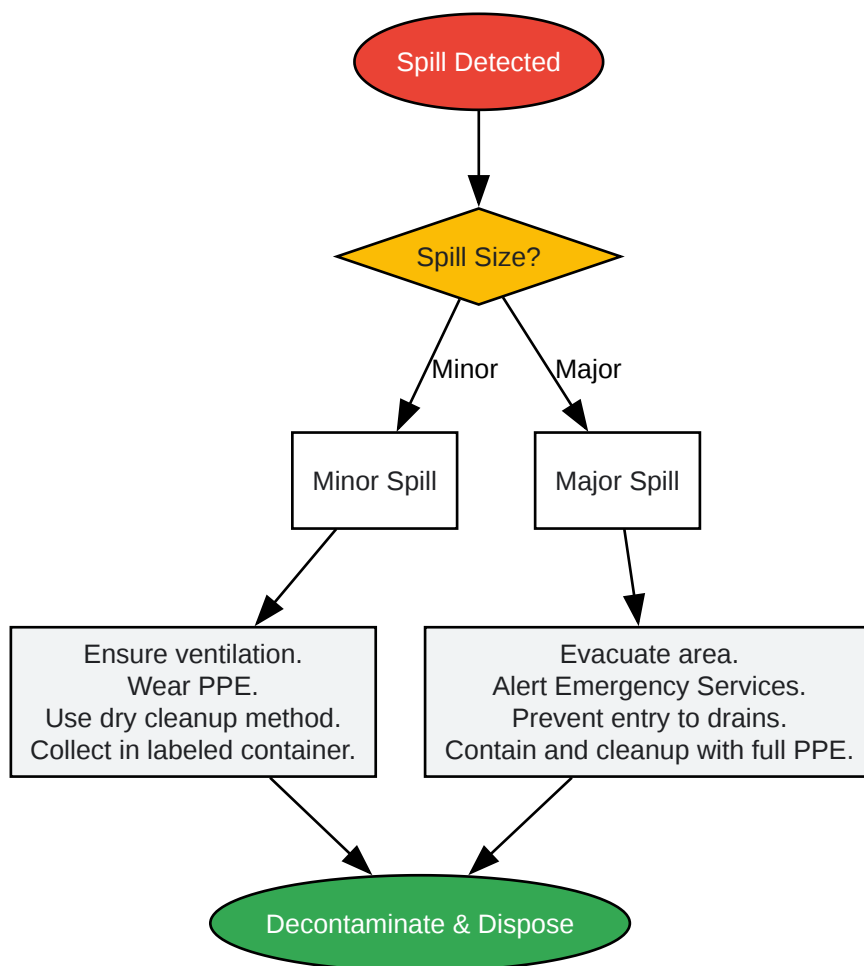 Spill Detected
Spill Size?
Minor
Major
Minor Spill
Major Spill
Ensure ventilation.
Wear PPE.
Use dry cleanup method.
Collect in labeled container.
Evacuate area.
Alert Emergency Services.
Prevent entry to drains.
Contain and cleanup with full PPE.
Decontaminate & Dispose